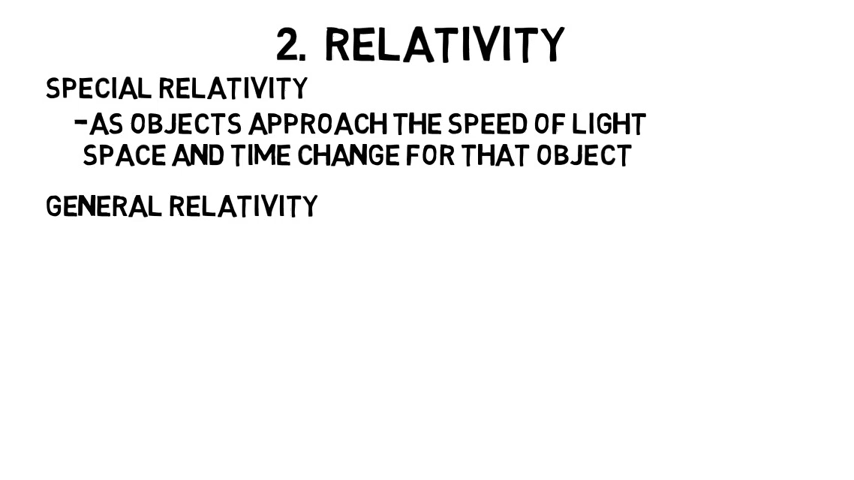 2. RELATIVITY
SPECIAL RELATIVITY
-AS OBJECTS APPROACH THE SPEED OF LIGHT
SPACE AND TIME CHANGE FOR THAT OBJECT
GENERAL RELATIVITY